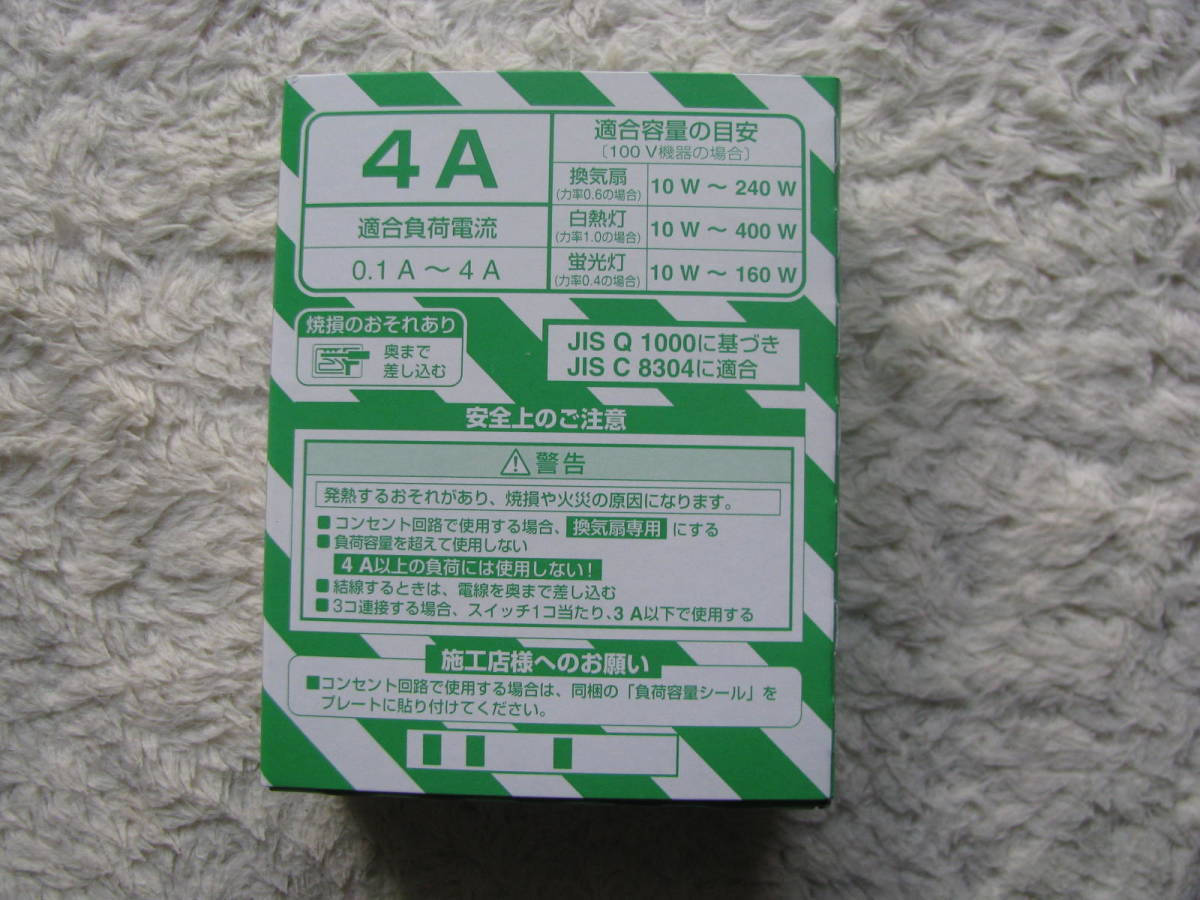 4 A
適合負荷電流
0.1 A ～ 4 A
適合容量の目安
〔100 V機器の場合〕
換気扇
(力率0.6の場合)
10 W ～ 240 W
白熱灯
(力率1.0の場合)
10 W ～ 400 W
蛍光灯
(力率0.4の場合)
10 W ～ 160 W
焼損のおそれあり
奥まで
差し込む
JIS Q 1000に基づき
JIS C 8304に適合
安全上のご注意
警告
発熱するおそれがあり、焼損や火災の原因になります。
■コンセント回路で使用する場合、換気扇専用 にする
■負荷容量を超えて使用しない
4 A以上の負荷には使用しない！
■結線するときは、電線を奥まで差し込む
■3コ連接する場合、スイッチ1コ当たり、3 A以下で使用する
施工店様へのお願い
■コンセント回路で使用する場合は、同梱の「負荷容量シール」を
プレートに貼り付けてください。